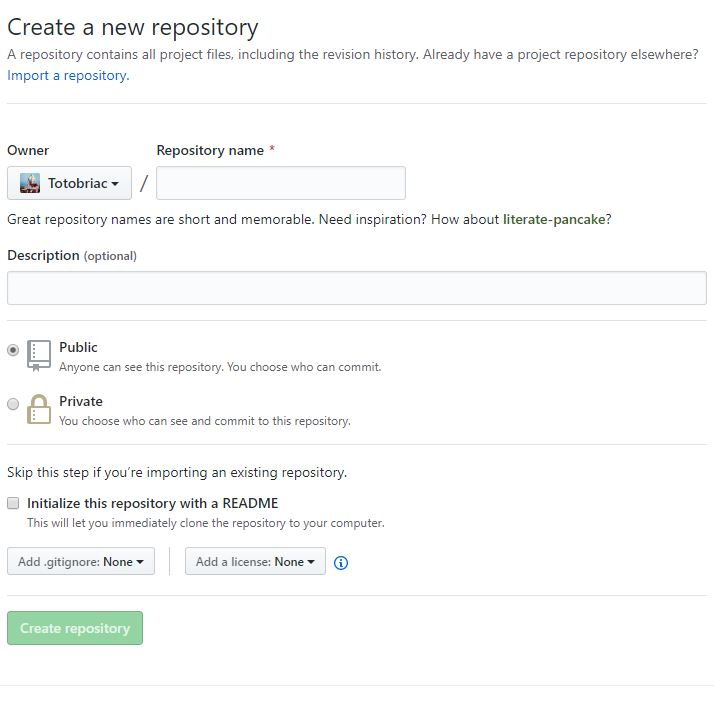 Create a new repository
A repository contains all project files, including the revision history. Already have a project repository elsewhere?
Import a repository.
Owner
Repository name *
Totobriac
/
Great repository names are short and memorable. Need inspiration? How about literate-pancake?
Description (optional)
Public
Anyone can see this repository. You choose who can commit.
Private
You choose who can see and commit to this repository.
Skip this step if you’re importing an existing repository.
Initialize this repository with a README
This will let you immediately clone the repository to your computer.
Add .gitignore: None
Add a license: None
Create repository